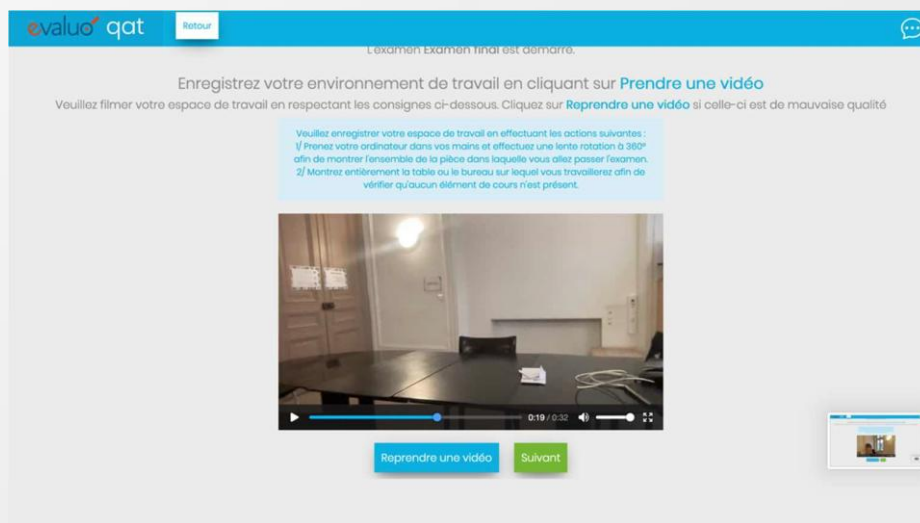 evaluo qat
Retour
L'examen Examen final est démarré.
Enregistrez votre environnement de travail en cliquant sur Prendre une vidéo
Veuillez filmer votre espace de travail en respectant les consignes ci-dessous. Cliquez sur Reprendre une vidéo si celle-ci est de mauvaise qualité
Veuillez enregistrer votre espace de travail en effectuant les actions suivantes :
1/ Prenez votre ordinateur dans vos mains et effectuez une lente rotation à 360°
afin de montrer l'ensemble de la pièce dans laquelle vous allez passer l'examen.
2/ Montrez entièrement la table ou le bureau sur lequel vous travaillerez afin de
vérifier qu'aucun élément de cours n'est présent.
0:19 / 0:32
Reprendre une vidéo
Suivant